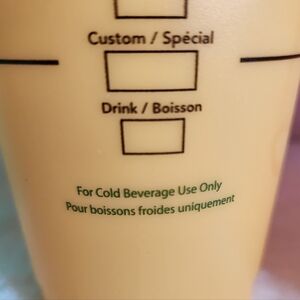 Custom / Spécial
Drink / Boisson
For Cold Beverage Use Only
Pour boissons froides uniquement